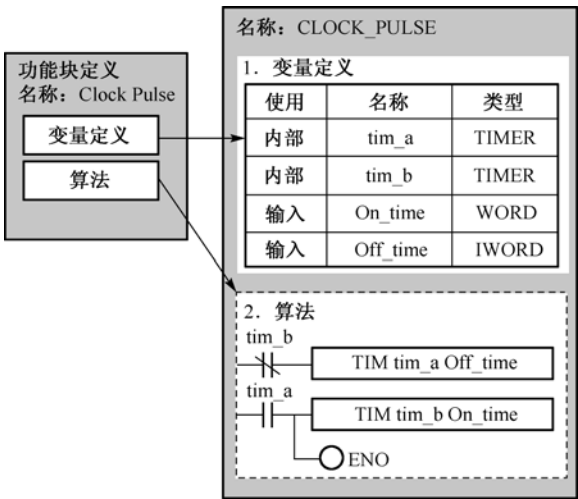 功能块定义
名称：Clock Pulse
变量定义
算法
名称：CLOCK_PULSE
1. 变量定义
使用 名称 类型
内部 tim_a TIMER
内部 tim_b TIMER
输入 On_time WORD
输入 Off_time IWORD
2. 算法
tim_b
TIM tim_a Off_time
tim_a
TIM tim_b On_time
ENO